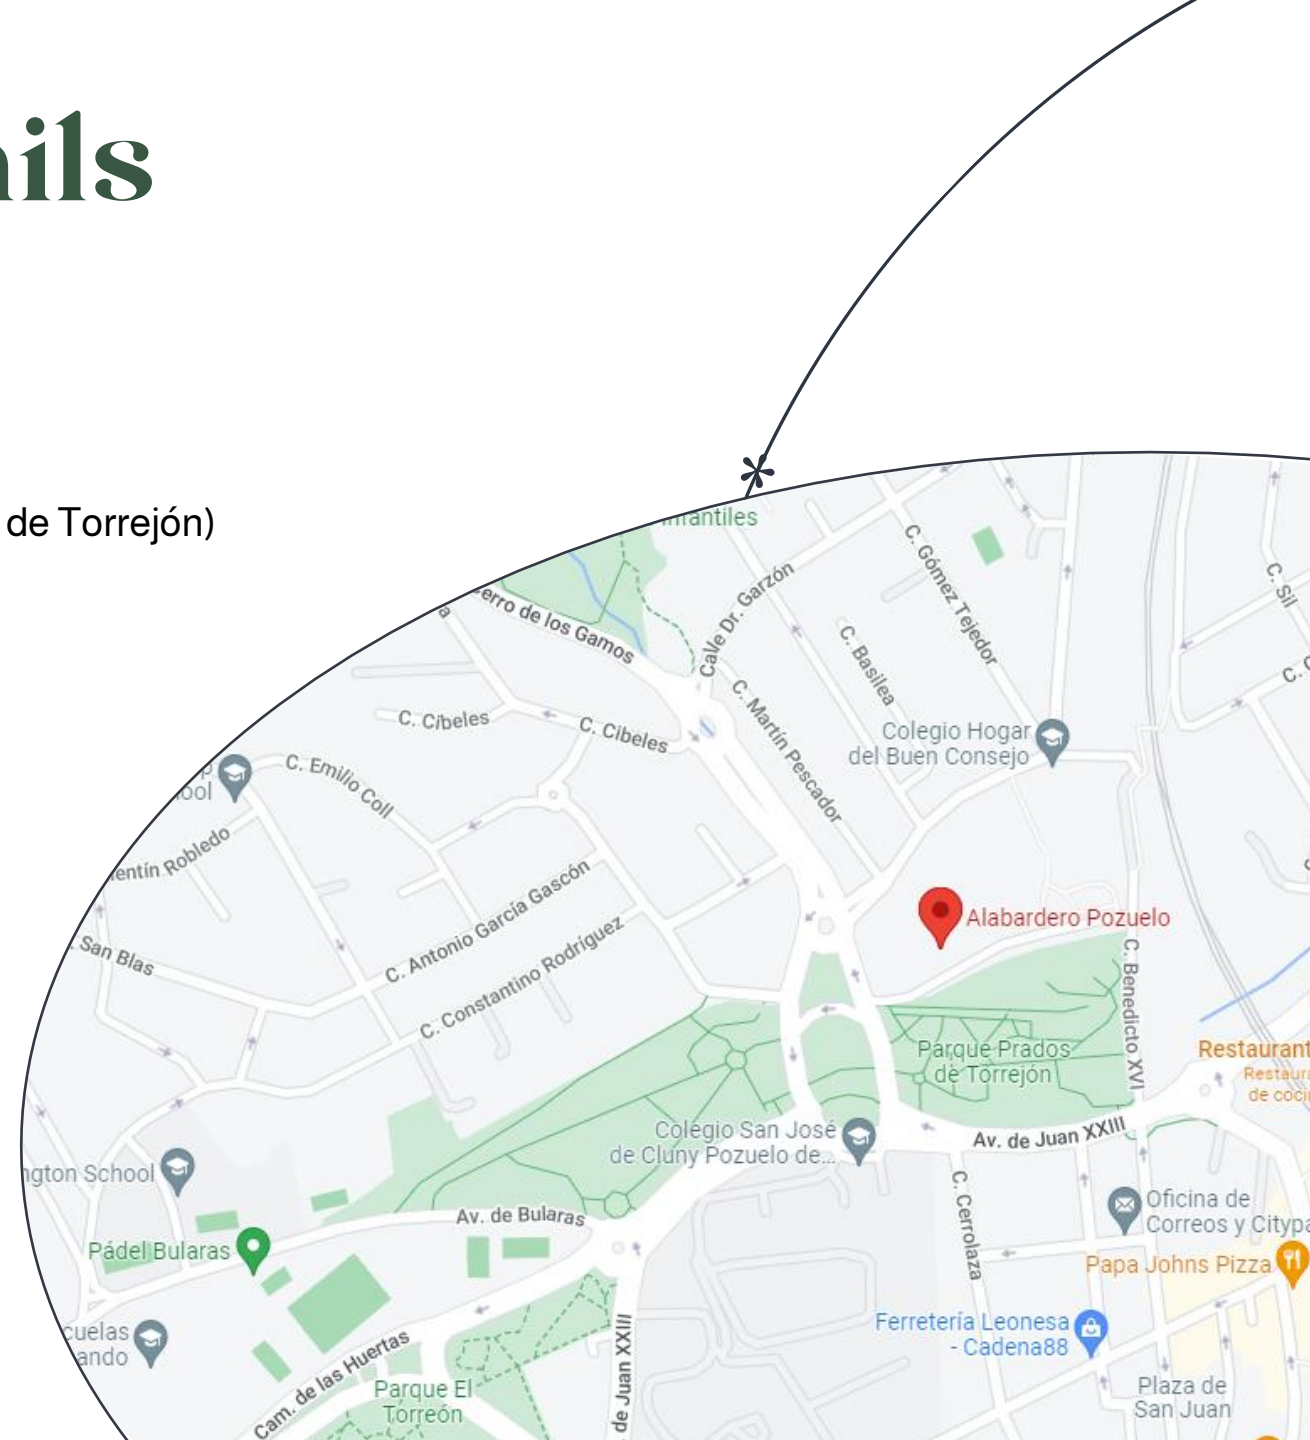 ils
de Torrejón)
Calle Dr. Garzón
C. Gómez Tejedor
C. Sil
C. Basilea
C. Martín Pescador
C. Cibeles
C. Cibeles
Colegio Hogar
del Buen Consejo
C. Emilio Coll
Robledo
C. Antonio García Gascón
C. Constantino Rodríguez
San Blas
Alabardero Pozuelo
C. Benedicto XVI
Parque Prados
de Torrejón
Restaurant
de los Gamos
Av. de Juan XXIII
Colegio San José
de Cluny Pozuelo de...
School
C. Cerrolaza
Oficina de
Correos y
Av. de Bularas
Pádel Bularas
Papa Johns Pizza
Ferretería Leonesa
- Cadena88
Cam. de las Huertas
de Juan XXIII
Parque El
Torreón
Plaza de
San Juan